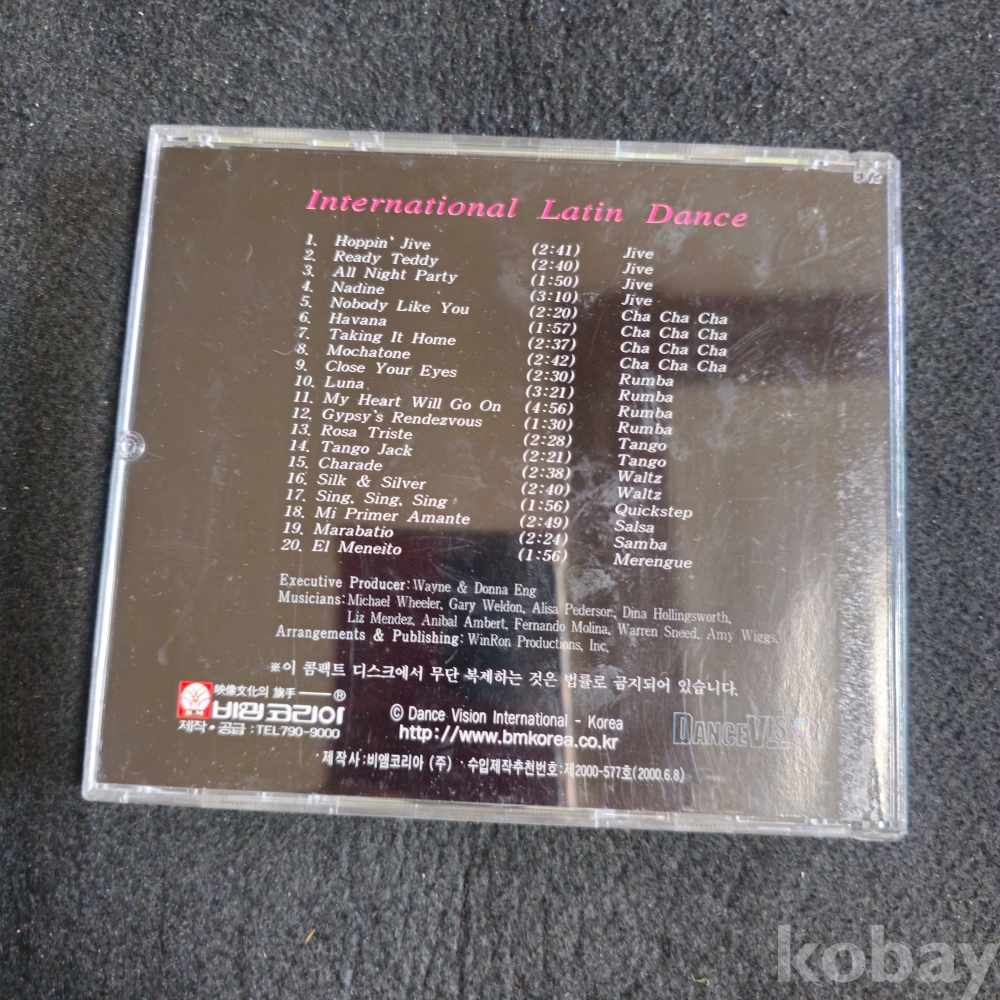 International Latin Dance
1. Hoppin' Jive (2:41) Jive
2. Ready Teddy (2:40) Jive
3. All Night Party (1:50) Jive
4. Nadine (3:10) Jive
5. Nobody Like You (2:20) Cha Cha Cha
6. Havana (1:57) Cha Cha Cha
7. Taking It Home (2:37) Cha Cha Cha
8. Mochatone (2:42) Cha Cha Cha
9. Close Your Eyes (2:30) Rumba
10. Luna (3:21) Rumba
11. My Heart Will Go On (4:56) Rumba
12. Gypsy's Rendezvous (1:30) Rumba
13. Rosa Triste (2:28) Tango
14. Tango Jack (2:21) Tango
15. Charade (2:38) Waltz
16. Silk & Silver (2:40) Waltz
17. Sing, Sing, Sing (1:56) Quickstep
18. Mi Primer Amante (2:49) Salsa
19. Marabatio (2:24) Samba
20. El Meneito (1:56) Merengue
Executive Producer: Wayne & Donna Eng
Musicians: Michael Wheeler, Gary Weldon, Alisa Pederson, Dina Hollingsworth,
Liz Mendez, Anibal Ambert, Fernando Molina, Warren Sneed, Amy Wiggs,
Arrangements & Publishing: WinRon Productions, Inc,
※이 콤팩트 디스크에서 무단 복제하는 것은 법률로 금지되어 있습니다.
映像文化의 旗手 ®
비엠코리아
제작·공급:TEL790-9000
© Dance Vision International - Korea
http://www.bmkorea.co.kr
DANCEVIS
·제작사:비엠코리아 (주) ·수입제작추천번호:제2000-577호(2000.6.8)
kobay